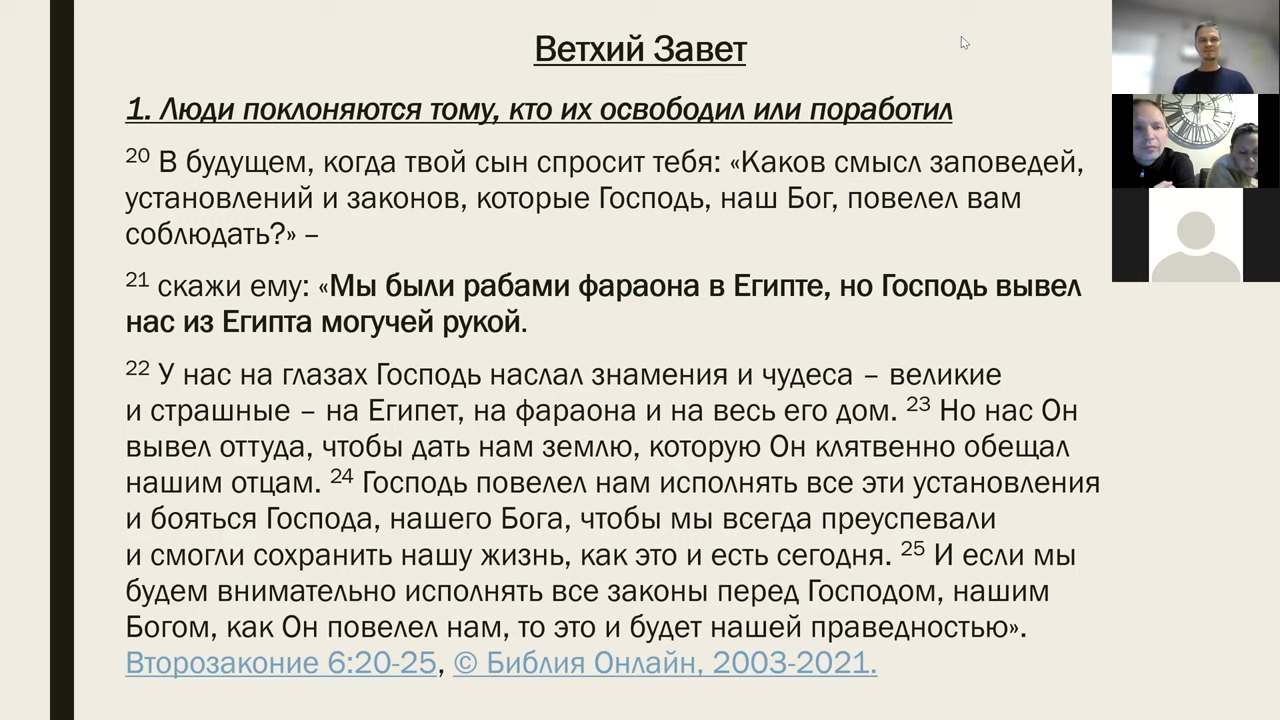 Ветхий Завет
1. Люди поклоняются тому, кто их освободил или поработил
20 В будущем, когда твой сын спросит тебя: «Каков смысл заповедей,
установлений и законов, которые Господь, наш Бог, повелел вам
соблюдать?» –
21 скажи ему: «Мы были рабами фараона в Египте, но Господь вывел
нас из Египта могучей рукой.
22 У нас на глазах Господь наслал знамения и чудеса – великие
и страшные – на Египет, на фараона и на весь его дом. 23 Но нас Он
вывел оттуда, чтобы дать нам землю, которую Он клятвенно обещал
нашим отцам. 24 Господь повелел нам исполнять все эти установления
и бояться Господа, нашего Бога, чтобы мы всегда преуспевали
и смогли сохранить нашу жизнь, как это и есть сегодня. 25 И если мы
будем внимательно исполнять все законы перед Господом, нашим
Богом, как Он повелел нам, то это и будет нашей праведностью».
Второзаконие 6:20-25, © Библия Онлайн, 2003-2021.